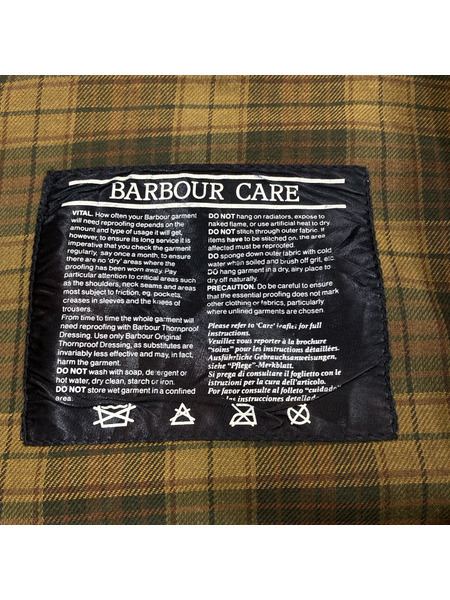 BARBOUR CARE
VITAL. How often your Barbour garment
will need reproofing depends on the
amount and type of usage it will get,
however, to ensure its long service it is
imperative that you check the garment
regularly, say once a month, to ensure
there are no 'dry' areas where the
proofing has been worn away. Pay
particular attention to critical areas such
as the shoulders, neck seams and areas
most subject to friction, eg. pockets,
creases in sleeves and the knees of
trousers.
From time to time the whole garment will
need reproofing with Barbour Thornproof
Dressing. Use only Barbour Original
Thornproof Dressing, as substitutes are
invariably less effective and may, in fact,
harm the garment.
DO NOT wash with soap, detergent or
hot water, dry clean, starch or iron.
DO NOT store wet garment in a confined
area.
DO NOT hang on radiators, expose to
naked flame, or use artificial heat to dry
DO NOT stitch through outer fabric. If
items have to be stitched on, the area
affected must be reproofed.
DO sponge down outer fabric with cold
water when soiled and brush off grit, etc.
DO hang garment in a dry, airy place to
dry off naturally.
PRECAUTION. Do be careful to ensure
that the essential proofing does not mark
other clothing or fabrics, particularly
where unlined garments are chosen
Please refer to 'Care' leaflet for full
instructions.
Veuillez vous reporter à la brochure
"soins" pour les instructions détaillées.
Ausführliche Gebrauchsanweisungen,
siehe "Pflege"-Merkblatt.
Si prega di consultare il foglietto con le
istruzioni per la cura dell'articolo.
Por favor consulte al folleto "cuidado"
las instrucciones detallad